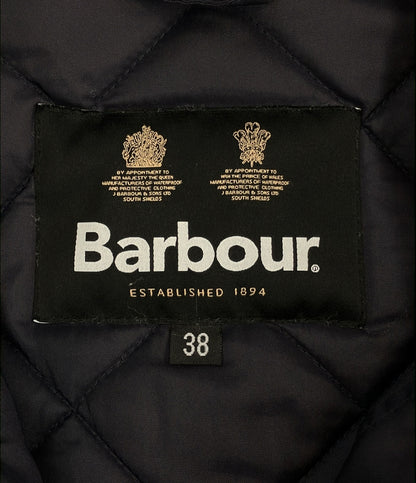 BY APPOINTMENT TO
HER MAJESTY THE QUEEN
MANUFACTURERS OF WATERPROOF
AND PROTECTIVE CLOTHING
J BARBOUR & SONS LTD
SOUTH SHIELDS
BY APPOINTMENT TO
HRH THE PRINCE OF WALES
MANUFACTURERS OF WATERPROOF
AND PROTECTIVE CLOTHING
J BARBOUR & SONS LTD
SOUTH SHIELDS
Barbour®
ESTABLISHED 1894
38